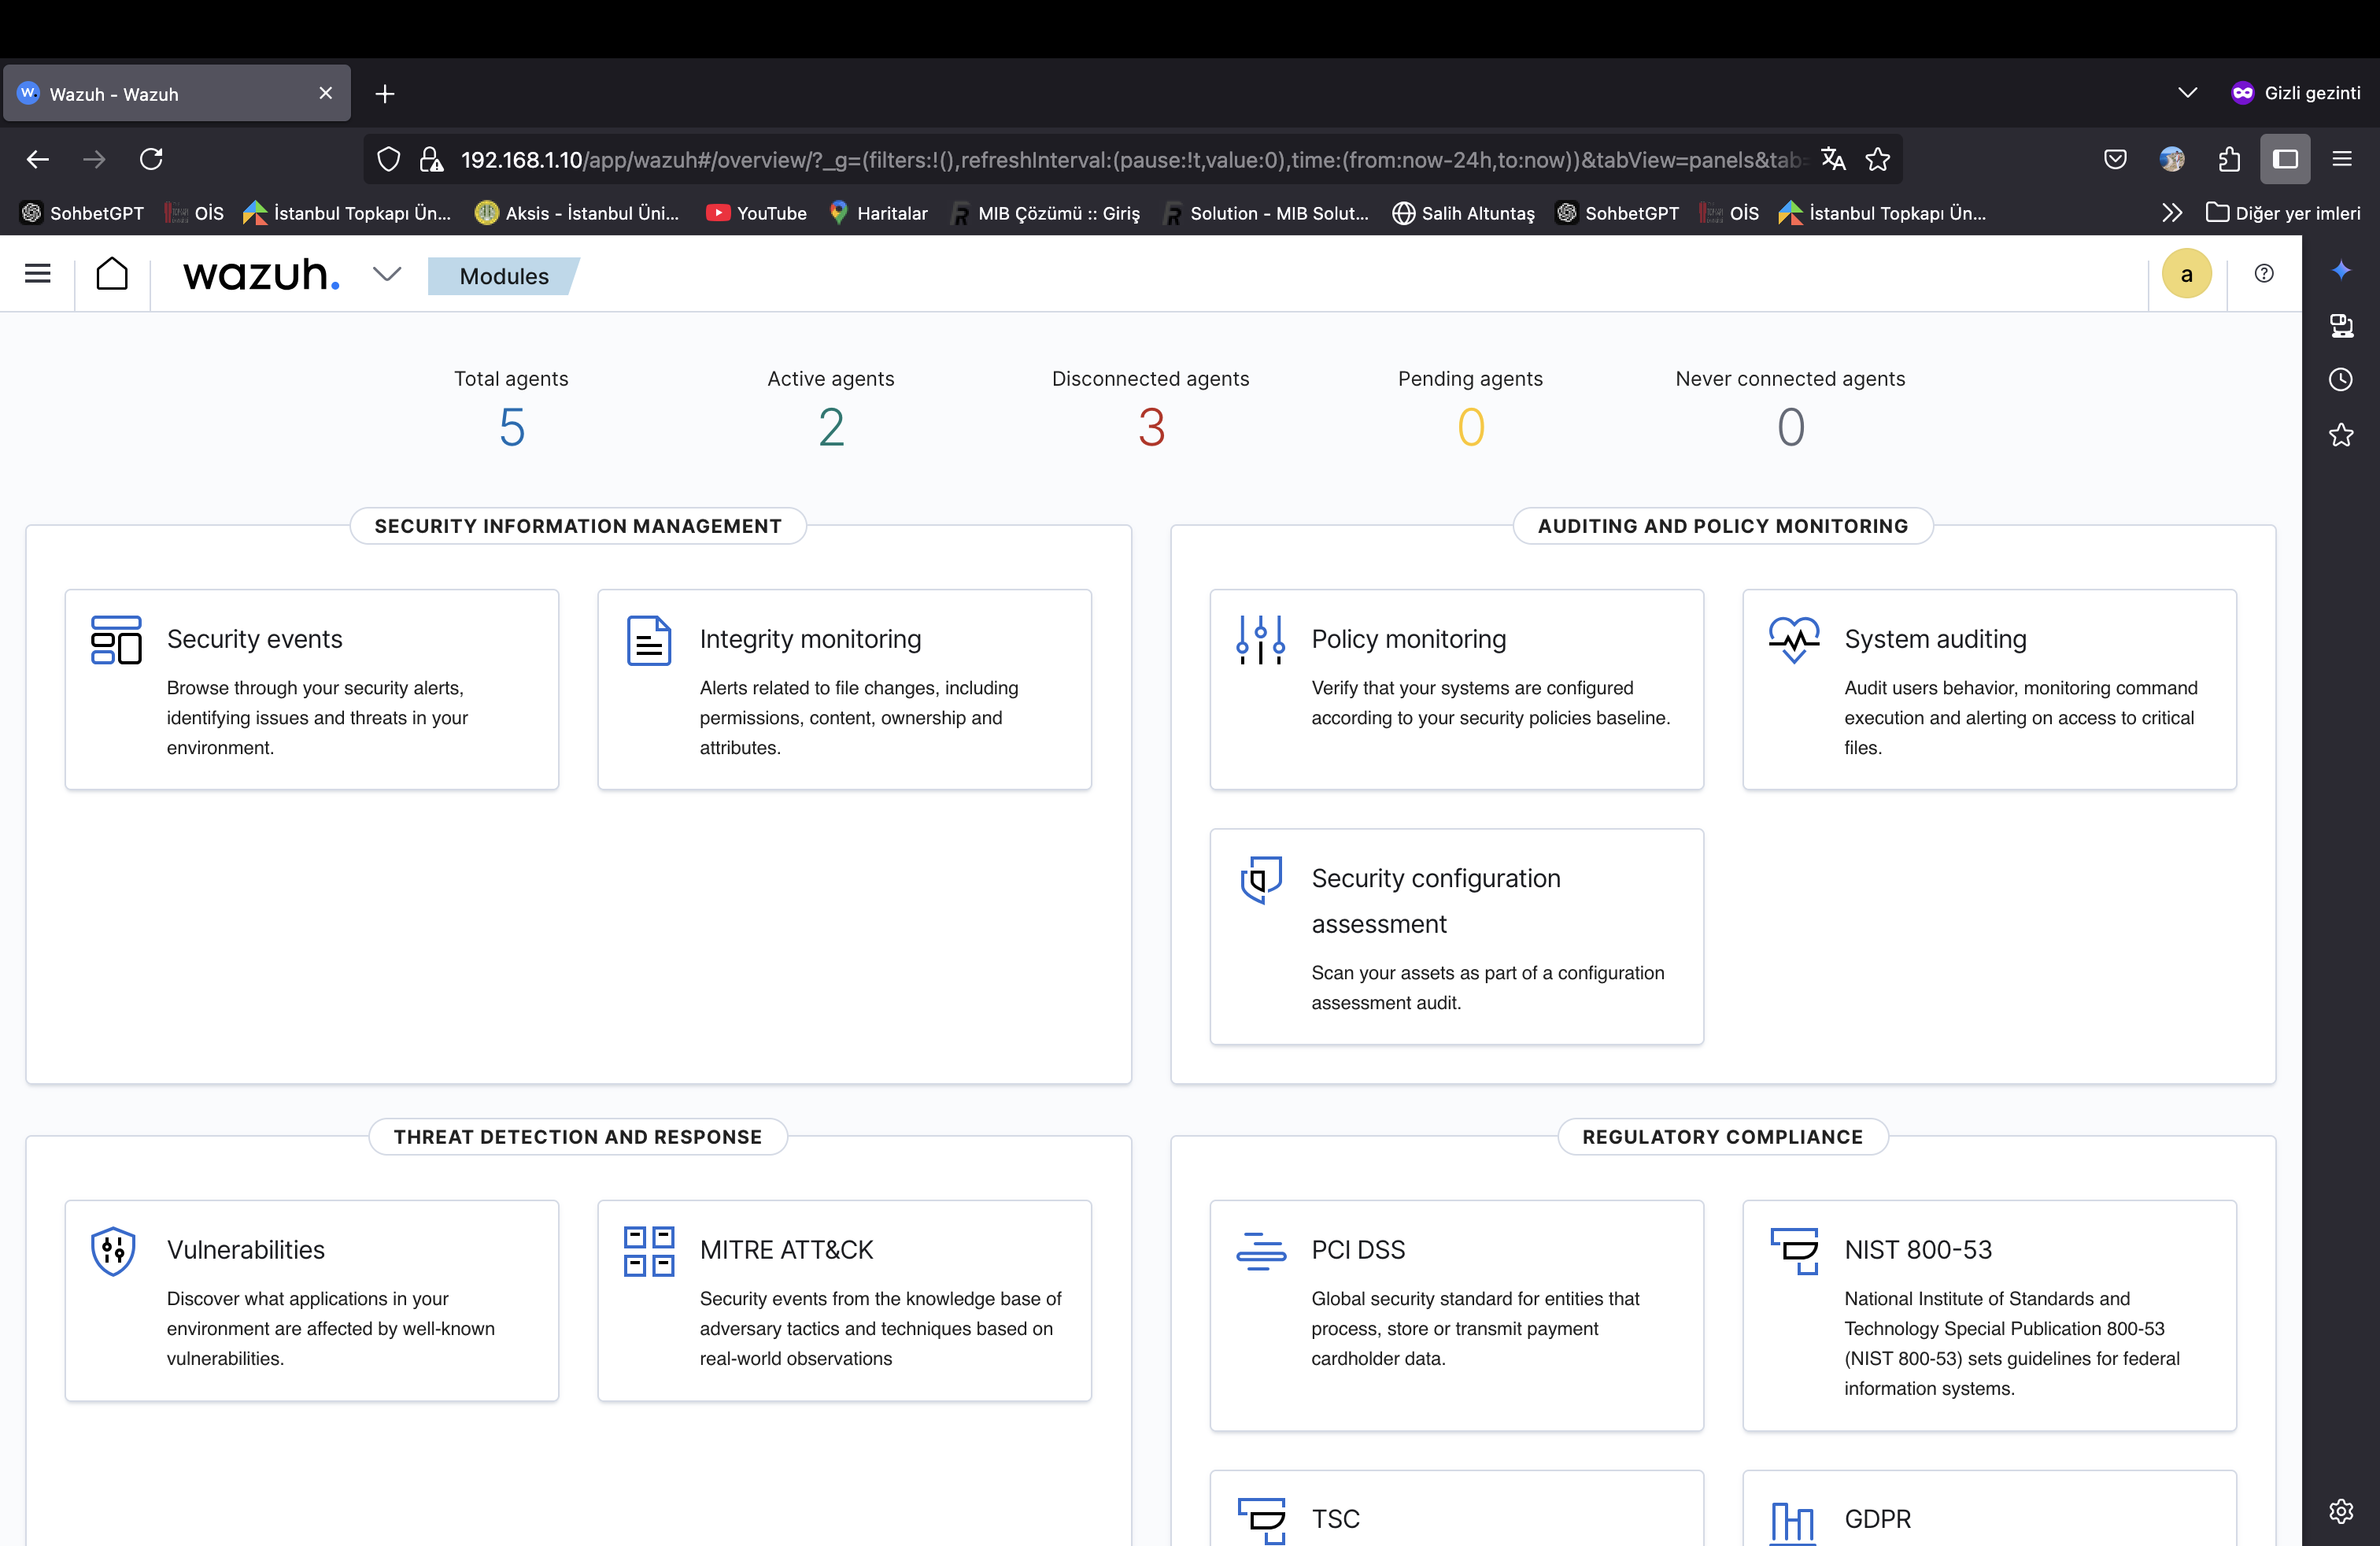 Wazuh - Wazuh
Gizli gezinti
192.168.1.10/app/wazuh#/overview/?_g=(filters:!(),refreshInterval:(pause:!t,value:0),time:(from:now-24h,to:now))&tabView=panels&tab=
SohbetGPT OİS İstanbul Topkapı Ün... Aksis - İstanbul Üni... YouTube Haritalar MIB Çözümü :: Giriş Solution - MIB Solut... Salih Altuntaş SohbetGPT OİS İstanbul Topkapı Ün... Diğer yer imleri
wazuh. Modules a
Total agents Active agents Disconnected agents Pending agents Never connected agents
5 2 3 0 0
SECURITY INFORMATION MANAGEMENT
Security events
Browse through your security alerts,
identifying issues and threats in your
environment.
Integrity monitoring
Alerts related to file changes, including
permissions, content, ownership and
attributes.
AUDITING AND POLICY MONITORING
Policy monitoring
Verify that your systems are configured
according to your security policies baseline.
System auditing
Audit users behavior, monitoring command
execution and alerting on access to critical
files.
Security configuration
assessment
Scan your assets as part of a configuration
assessment audit.
THREAT DETECTION AND RESPONSE
Vulnerabilities
Discover what applications in your
environment are affected by well-known
vulnerabilities.
MITRE ATT&CK
Security events from the knowledge base of
adversary tactics and techniques based on
real-world observations
REGULATORY COMPLIANCE
PCI DSS
Global security standard for entities that
process, store or transmit payment
cardholder data.
NIST 800-53
National Institute of Standards and
Technology Special Publication 800-53
(NIST 800-53) sets guidelines for federal
information systems.
TSC
GDPR